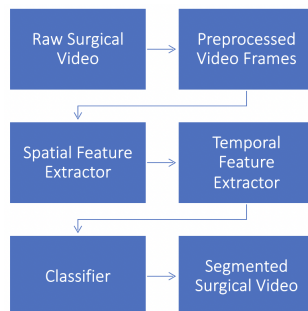 Raw Surgical
Video
Preprocessed
Video Frames
Spatial Feature
Extractor
Temporal
Feature
Extractor
Classifier
Segmented
Surgical Video